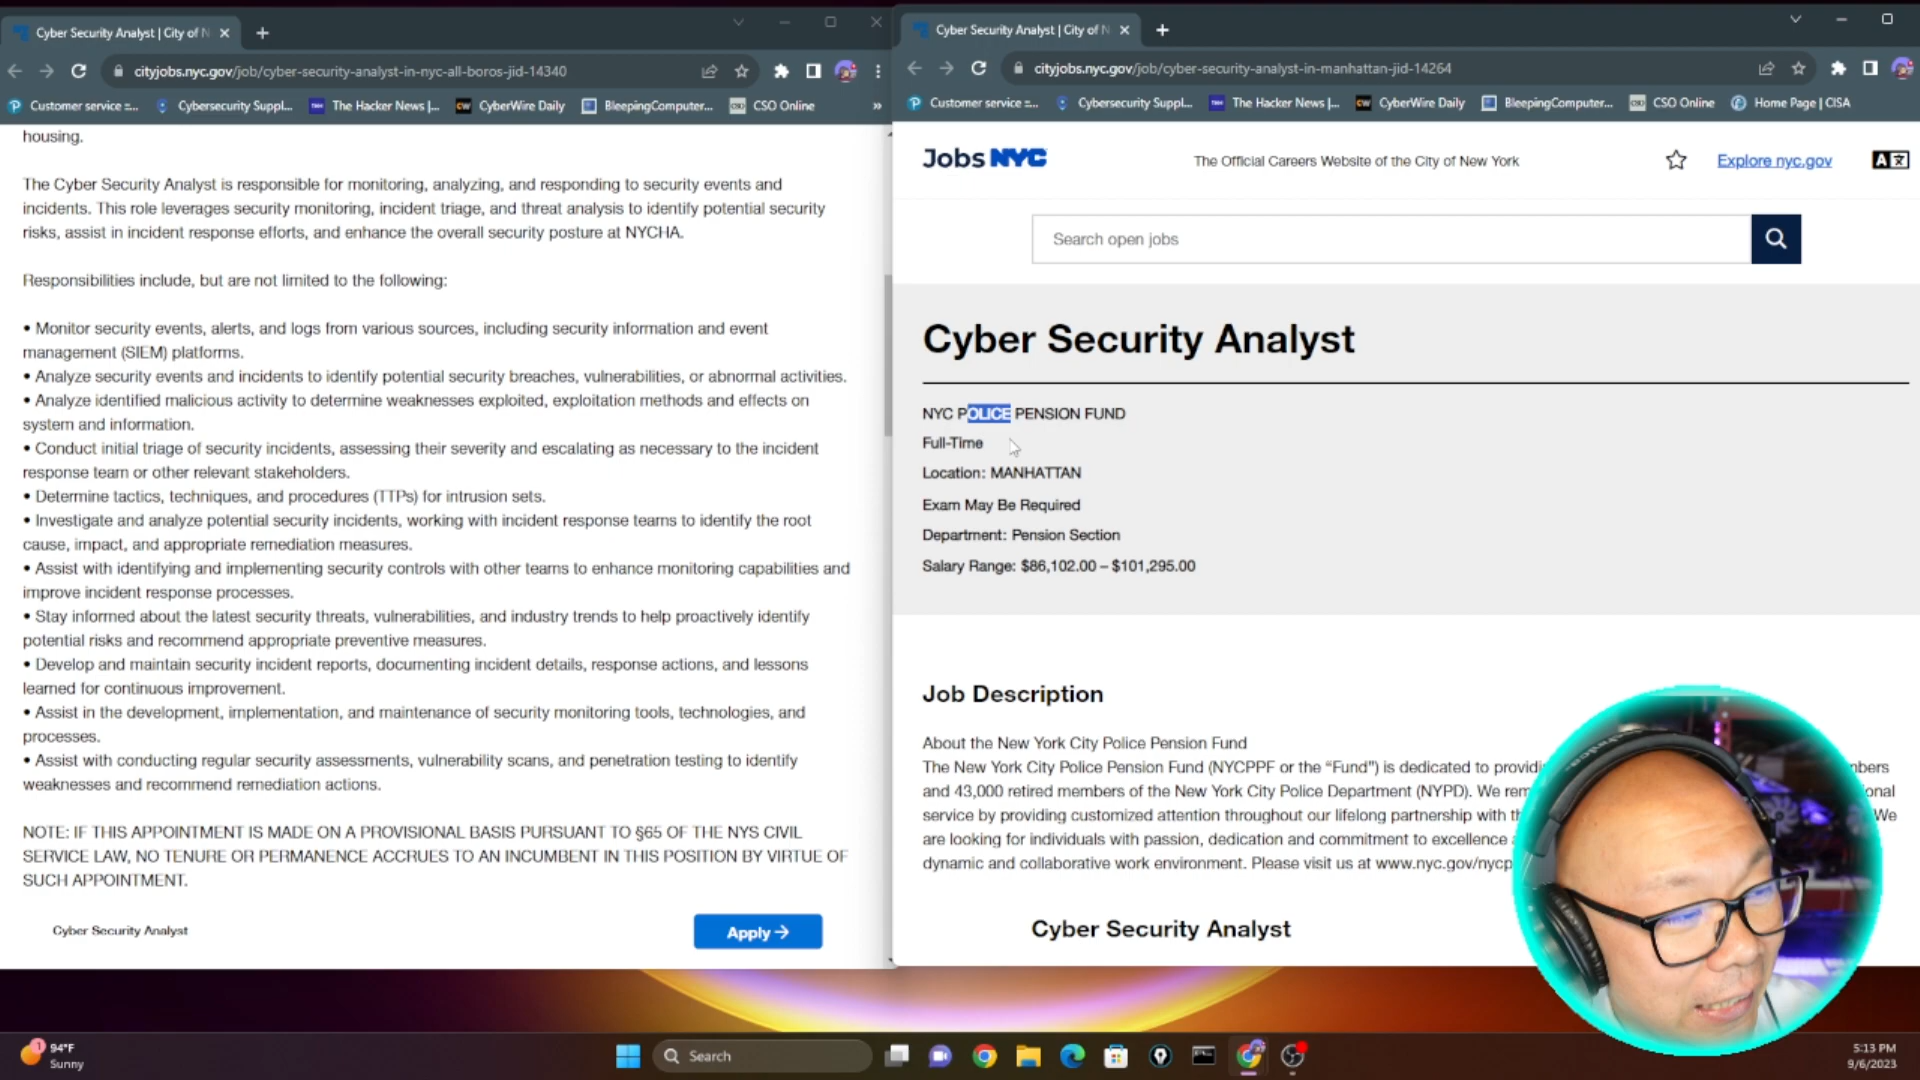 Cyber Security Analyst | City of N
cityjobs.nyc.gov/job/cyber-security-analyst-in-nyc-all-boros-jid-14340
Customer service =...
Cybersecurity Suppl...
The Hacker News |...
CyberWire Daily
BleepingComputer...
CSO Online
»
housing.
The Cyber Security Analyst is responsible for monitoring, analyzing, and responding to security events and
incidents. This role leverages security monitoring, incident triage, and threat analysis to identify potential security
risks, assist in incident response efforts, and enhance the overall security posture at NYCHA.
Responsibilities include, but are not limited to the following:
• Monitor security events, alerts, and logs from various sources, including security information and event
management (SIEM) platforms.
• Analyze security events and incidents to identify potential security breaches, vulnerabilities, or abnormal activities.
• Analyze identified malicious activity to determine weaknesses exploited, exploitation methods and effects on
system and information.
• Conduct initial triage of security incidents, assessing their severity and escalating as necessary to the incident
response team or other relevant stakeholders.
• Determine tactics, techniques, and procedures (TTPs) for intrusion sets.
• Investigate and analyze potential security incidents, working with incident response teams to identify the root
cause, impact, and appropriate remediation measures.
• Assist with identifying and implementing security controls with other teams to enhance monitoring capabilities and
improve incident response processes.
• Stay informed about the latest security threats, vulnerabilities, and industry trends to help proactively identify
potential risks and recommend appropriate preventive measures.
• Develop and maintain security incident reports, documenting incident details, response actions, and lessons
learned for continuous improvement.
• Assist in the development, implementation, and maintenance of security monitoring tools, technologies, and
processes.
• Assist with conducting regular security assessments, vulnerability scans, and penetration testing to identify
weaknesses and recommend remediation actions.
NOTE: IF THIS APPOINTMENT IS MADE ON A PROVISIONAL BASIS PURSUANT TO §65 OF THE NYS CIVIL
SERVICE LAW, NO TENURE OR PERMANENCE ACCRUES TO AN INCUMBENT IN THIS POSITION BY VIRTUE OF
SUCH APPOINTMENT.
Cyber Security Analyst
Apply →
Cyber Security Analyst | City of N
cityjobs.nyc.gov/job/cyber-security-analyst-in-manhattan-jid-14264
Customer service =...
Cybersecurity Suppl...
The Hacker News |...
CyberWire Daily
BleepingComputer...
CSO Online
Home Page | CISA
Jobs NYC
The Official Careers Website of the City of New York
Explore nyc.gov
Search open jobs
Cyber Security Analyst
NYC POLICE PENSION FUND
Full-Time
Location: MANHATTAN
Exam May Be Required
Department: Pension Section
Salary Range: $86,102.00 – $101,295.00
Job Description
About the New York City Police Pension Fund
The New York City Police Pension Fund (NYCPPF or the “Fund”) is dedicated to
and 43,000 retired members of the New York City Police Department (NYPD). We
service by providing customized attention throughout our lifelong partnership with We
are looking for individuals with passion, dedication and commitment to excellence
dynamic and collaborative work environment. Please visit us at
Cyber Security Analyst
1
94°F
Sunny
Search
5:13 PM
9/6/2023